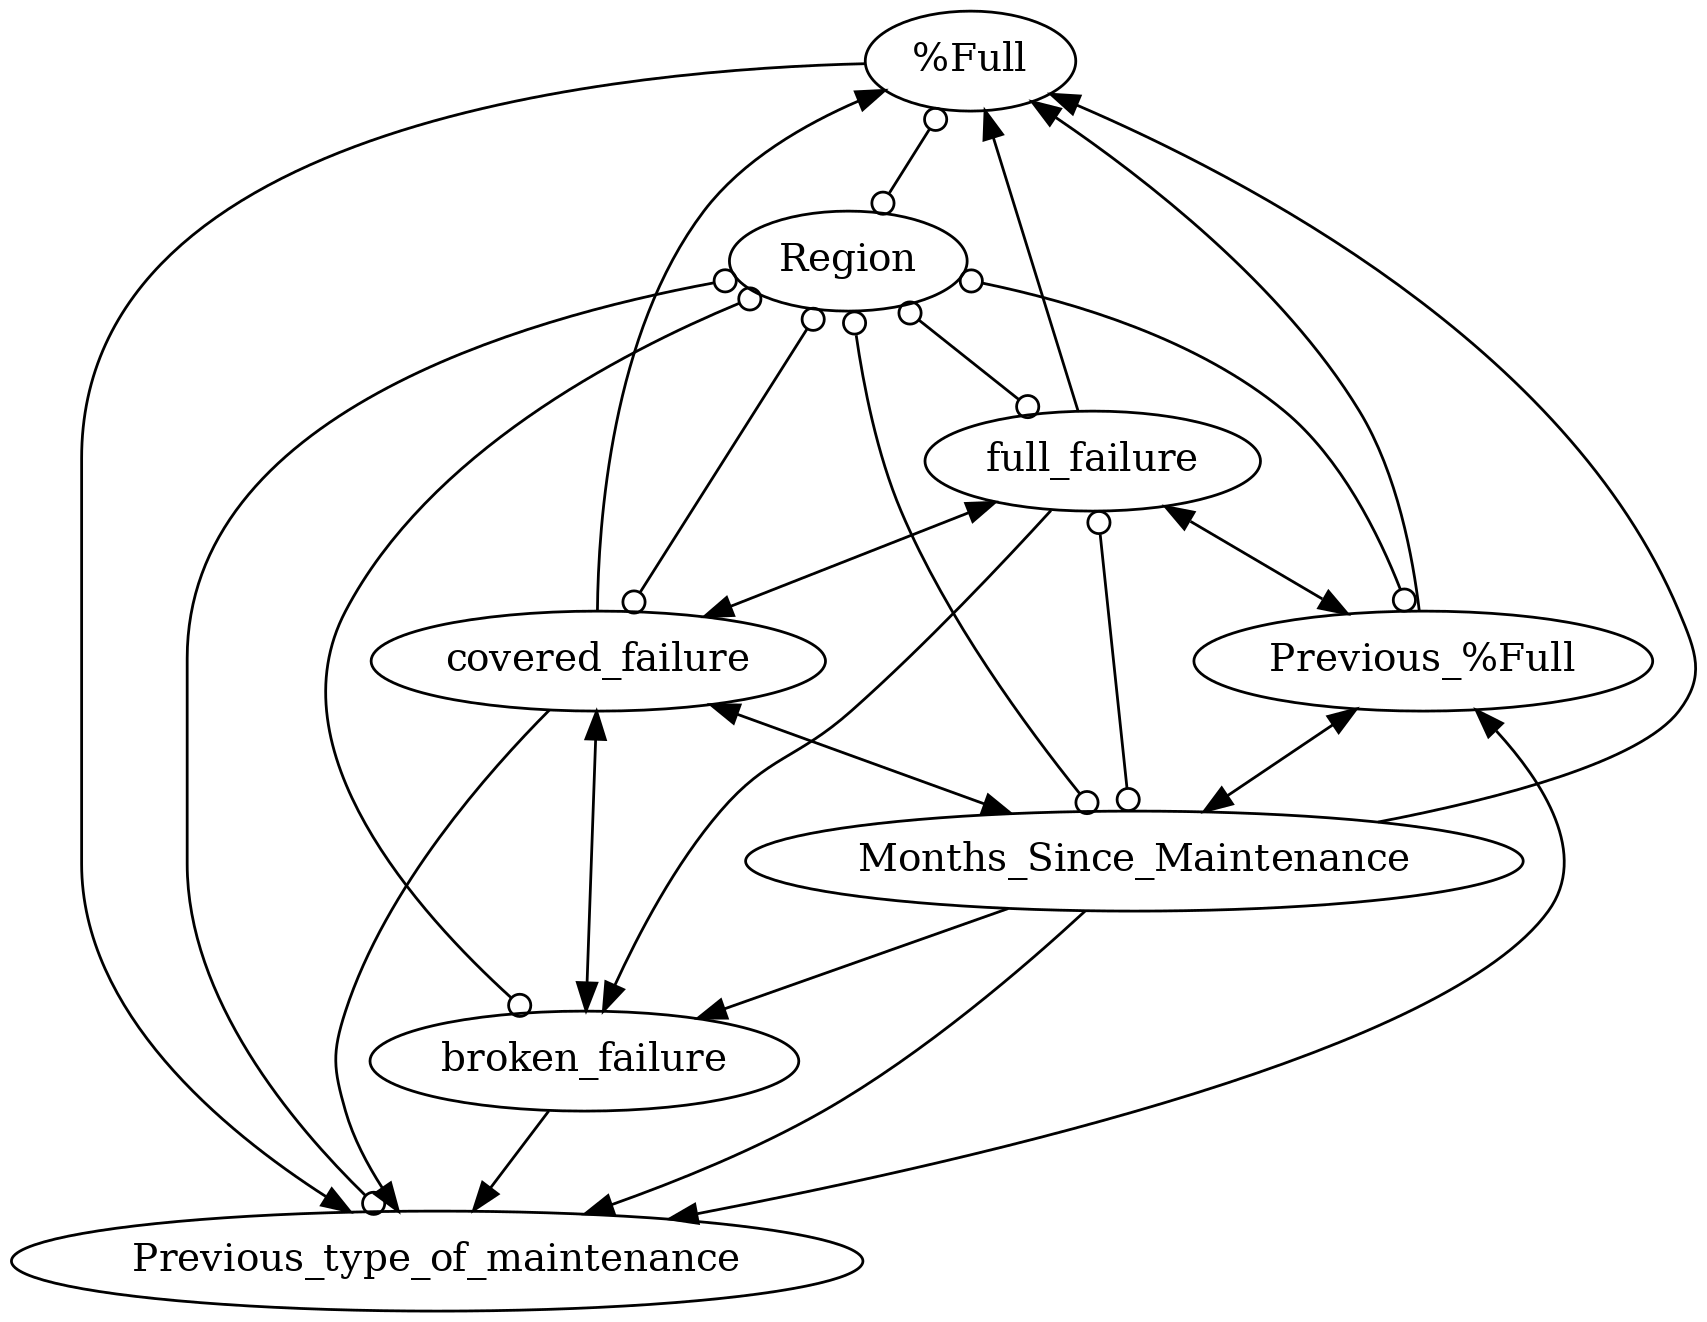 %Full
Region
full_failure
covered_failure
Previous_%Full
Months_Since_Maintenance
broken_failure
Previous_type_of_maintenance